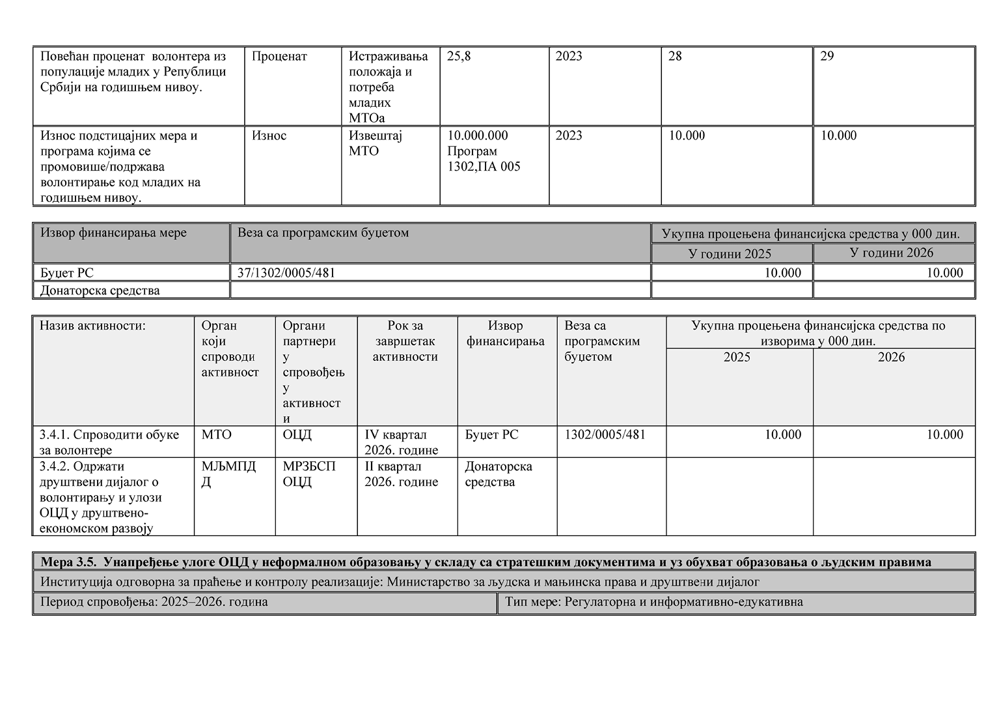 Повећан проценат  волонтера из
популације младих у Републици
Србији на годишњем нивоу.
Проценат
Истраживања
положаја и
потреба
младих
МТОа
25,8
2023
28
29
Износ подстицајних мера и
програма којима се
промовише/подржава
волонтирање код младих на
годишњем нивоу.
Износ
Извештај
МТО
10.000.000
Програм
1302,ПА 005
2023
10.000
10.000
Извор финансирања мере
Веза са програмским буџетом
Укупна процењена финансијска средства у 000 дин.
У години 2025
У години 2026
Буџет РС
37/1302/0005/481
10.000
10.000
Донаторска средства
Назив активности:
Орган
који
спроводи
активност
Органи
партнери
у
спровођењ
у
активност
и
Рок за
завршетак
активности
Извор
финансирања
Веза са
програмским
буџетом
Укупна процењена финансијска средства по
изворима у 000 дин.
2025
2026
3.4.1. Спроводити обуке
за волонтере
МТО
ОЦД
IV квартал
2026. године
Буџет РС
1302/0005/481
10.000
10.000
3.4.2. Одржати
друштвени дијалог о
волонтирању и улози
ОЦД у друштвено-
економском развоју
МЉМПД
Д
МРЗБСП
ОЦД
II квартал
2026. године
Донаторска
средства
Мера 3.5.  Унапређење улоге ОЦД у неформалном образовању у складу са стратешким документима и уз обухват образовања о људским правима
Институција одговорна за праћење и контролу реализације: Министарство за људска и мањинска права и друштвени дијалог
Период спровођења: 2025–2026. година
Тип мере: Регулаторна и информативно-едукативна